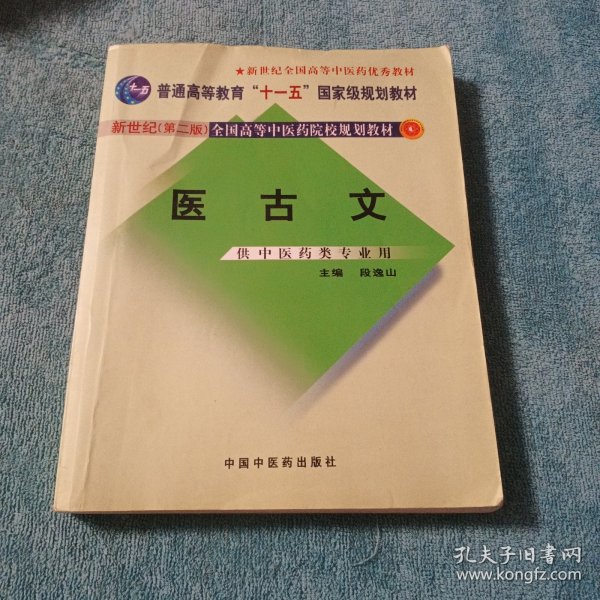 ★新世纪全国高等中医药优秀教材
十一五
普通高等教育“十一五”国家级规划教材
新世纪(第二版)全国高等中医药院校规划教材
医古文
供中医药类专业用
主编 段逸山
中国中医药出版社
孔夫子旧书网
www.kongfz.com